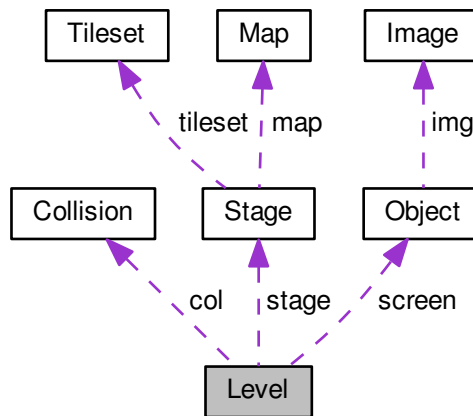 Tileset
Map
Image
tileset
map
img
Collision
Stage
Object
col
stage
screen
Level